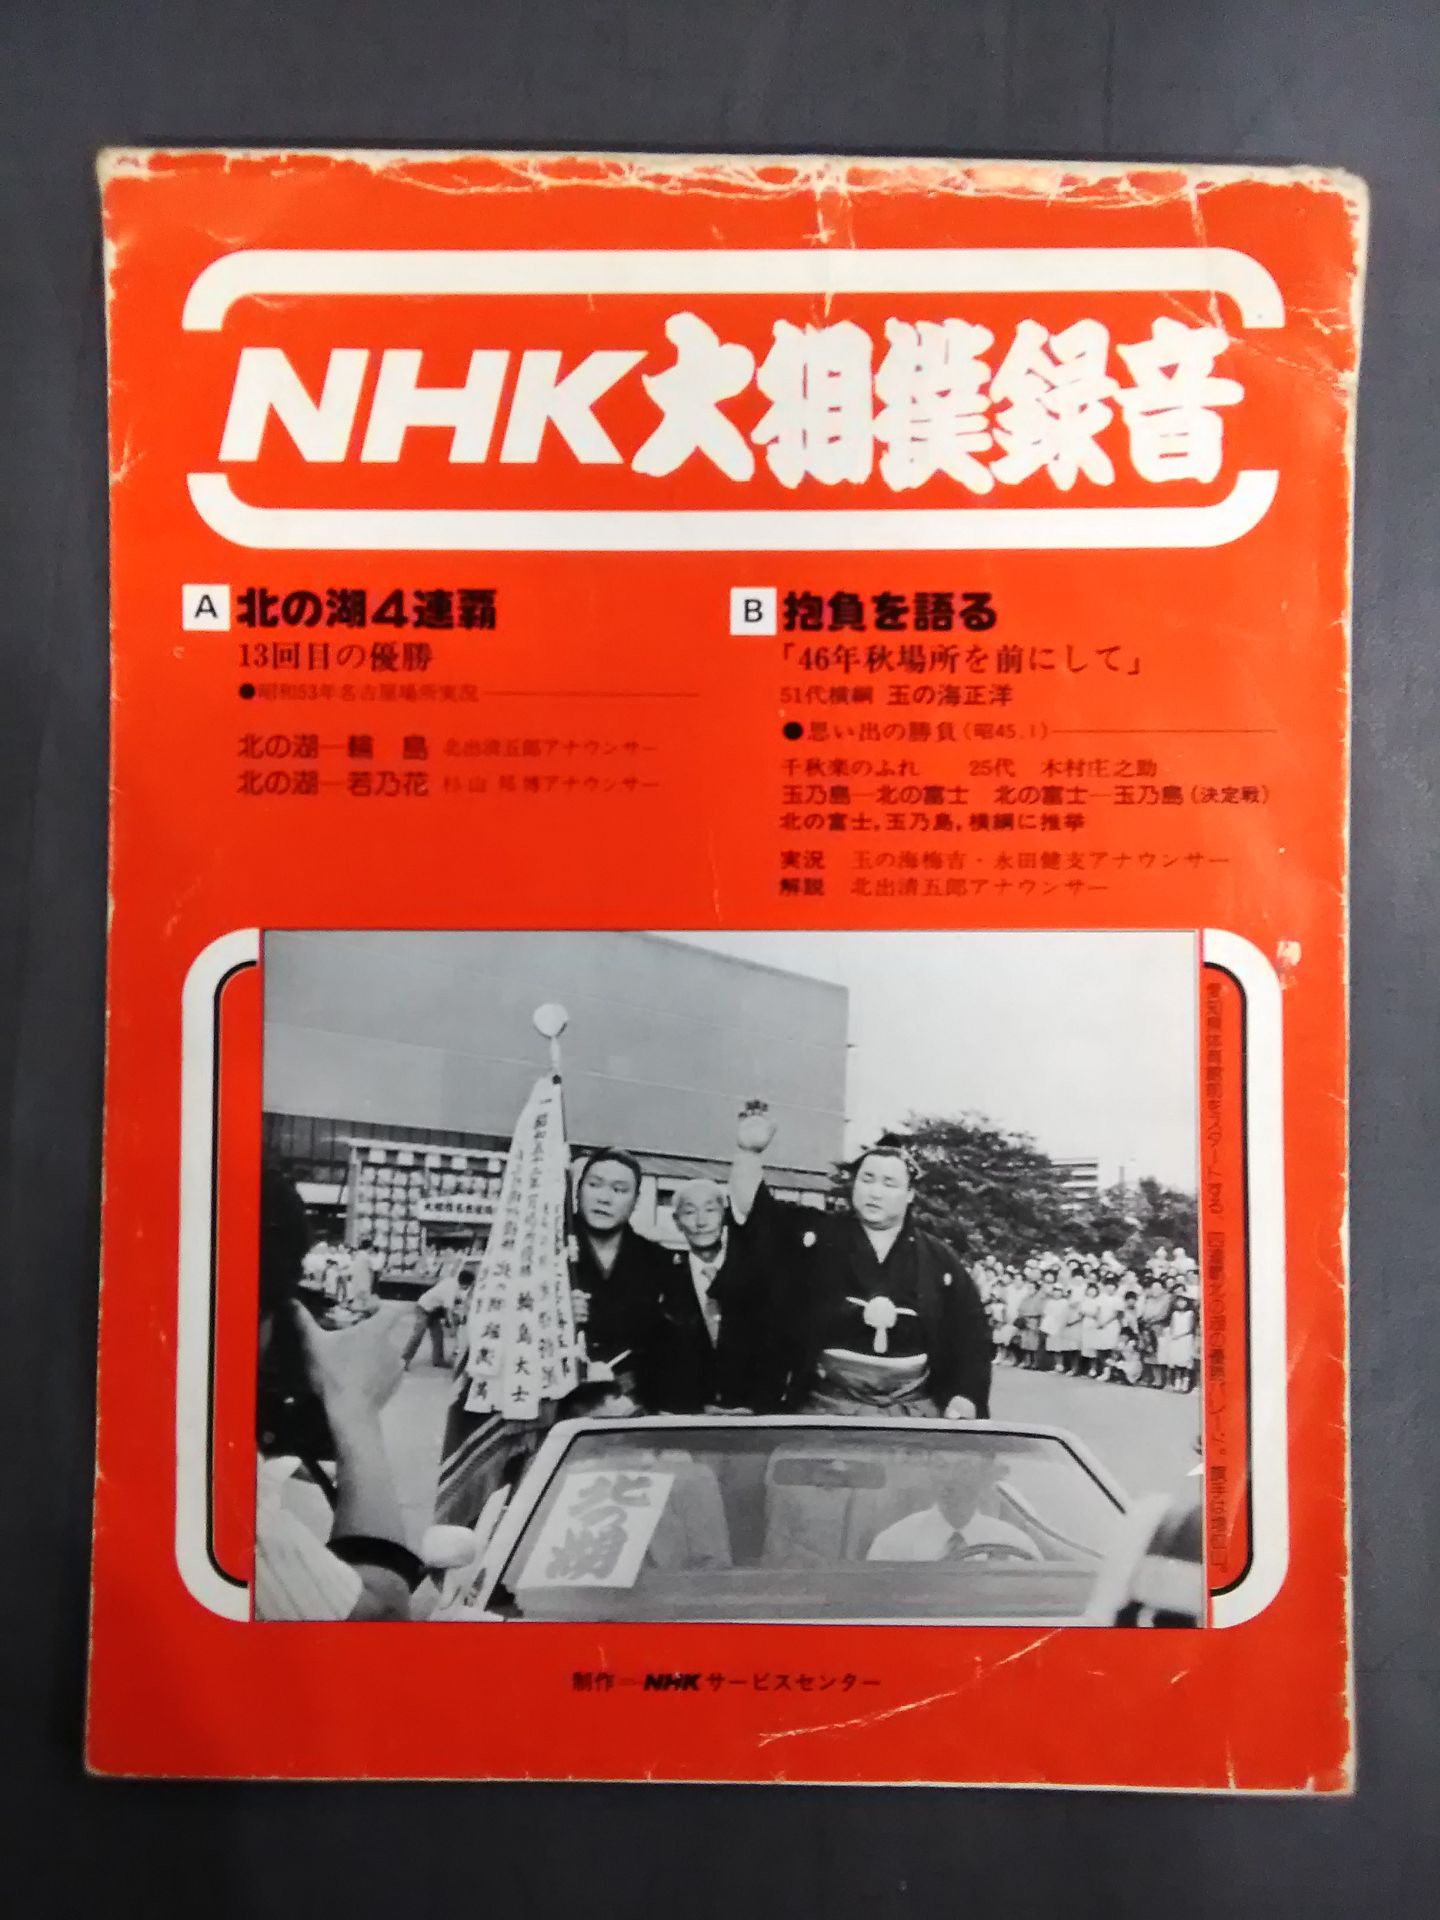 NHK大相撲録音
A 北の湖4連覇
13回目の優勝
●昭和53年名古屋場所実況
北の湖―輪 島 北出清五郎アナウンサー
北の湖―若乃花 杉山 邦博アナウンサー
B 抱負を語る
「46年秋場所を前にして」
51代横綱 玉の海正洋
●思い出の勝負(昭45.1)
千秋楽のふれ 25代 木村庄之助
玉乃島―北の富士 北の富士―玉乃島(決定戦)
北の富士,玉乃島,横綱に推挙
実況 玉の海梅吉・永田健支アナウンサー
解説 北出清五郎アナウンサー
輪島大士
北の湖
制作=NHKサービスセンター